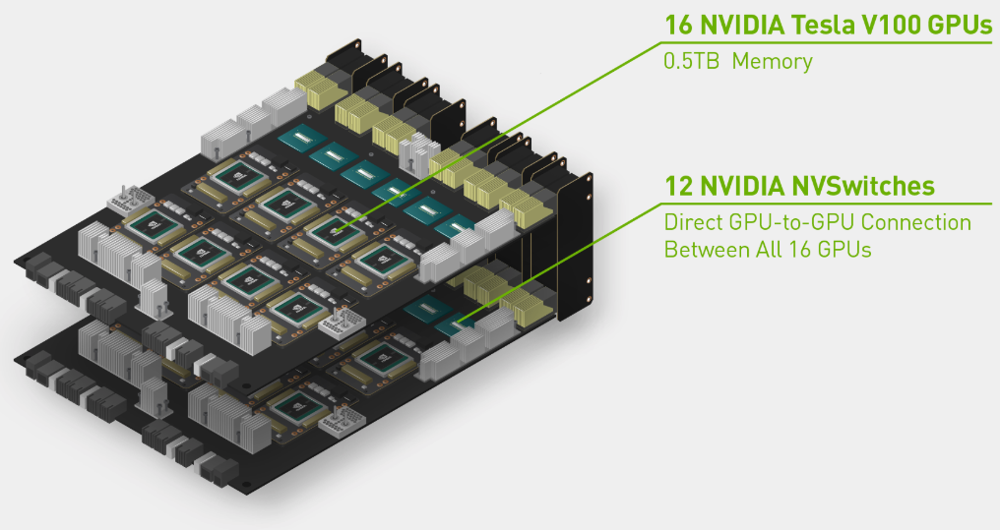 16 NVIDIA Tesla V100 GPUs
0.5TB Memory
12 NVIDIA NVSwitches
Direct GPU-to-GPU Connection
Between All 16 GPUs